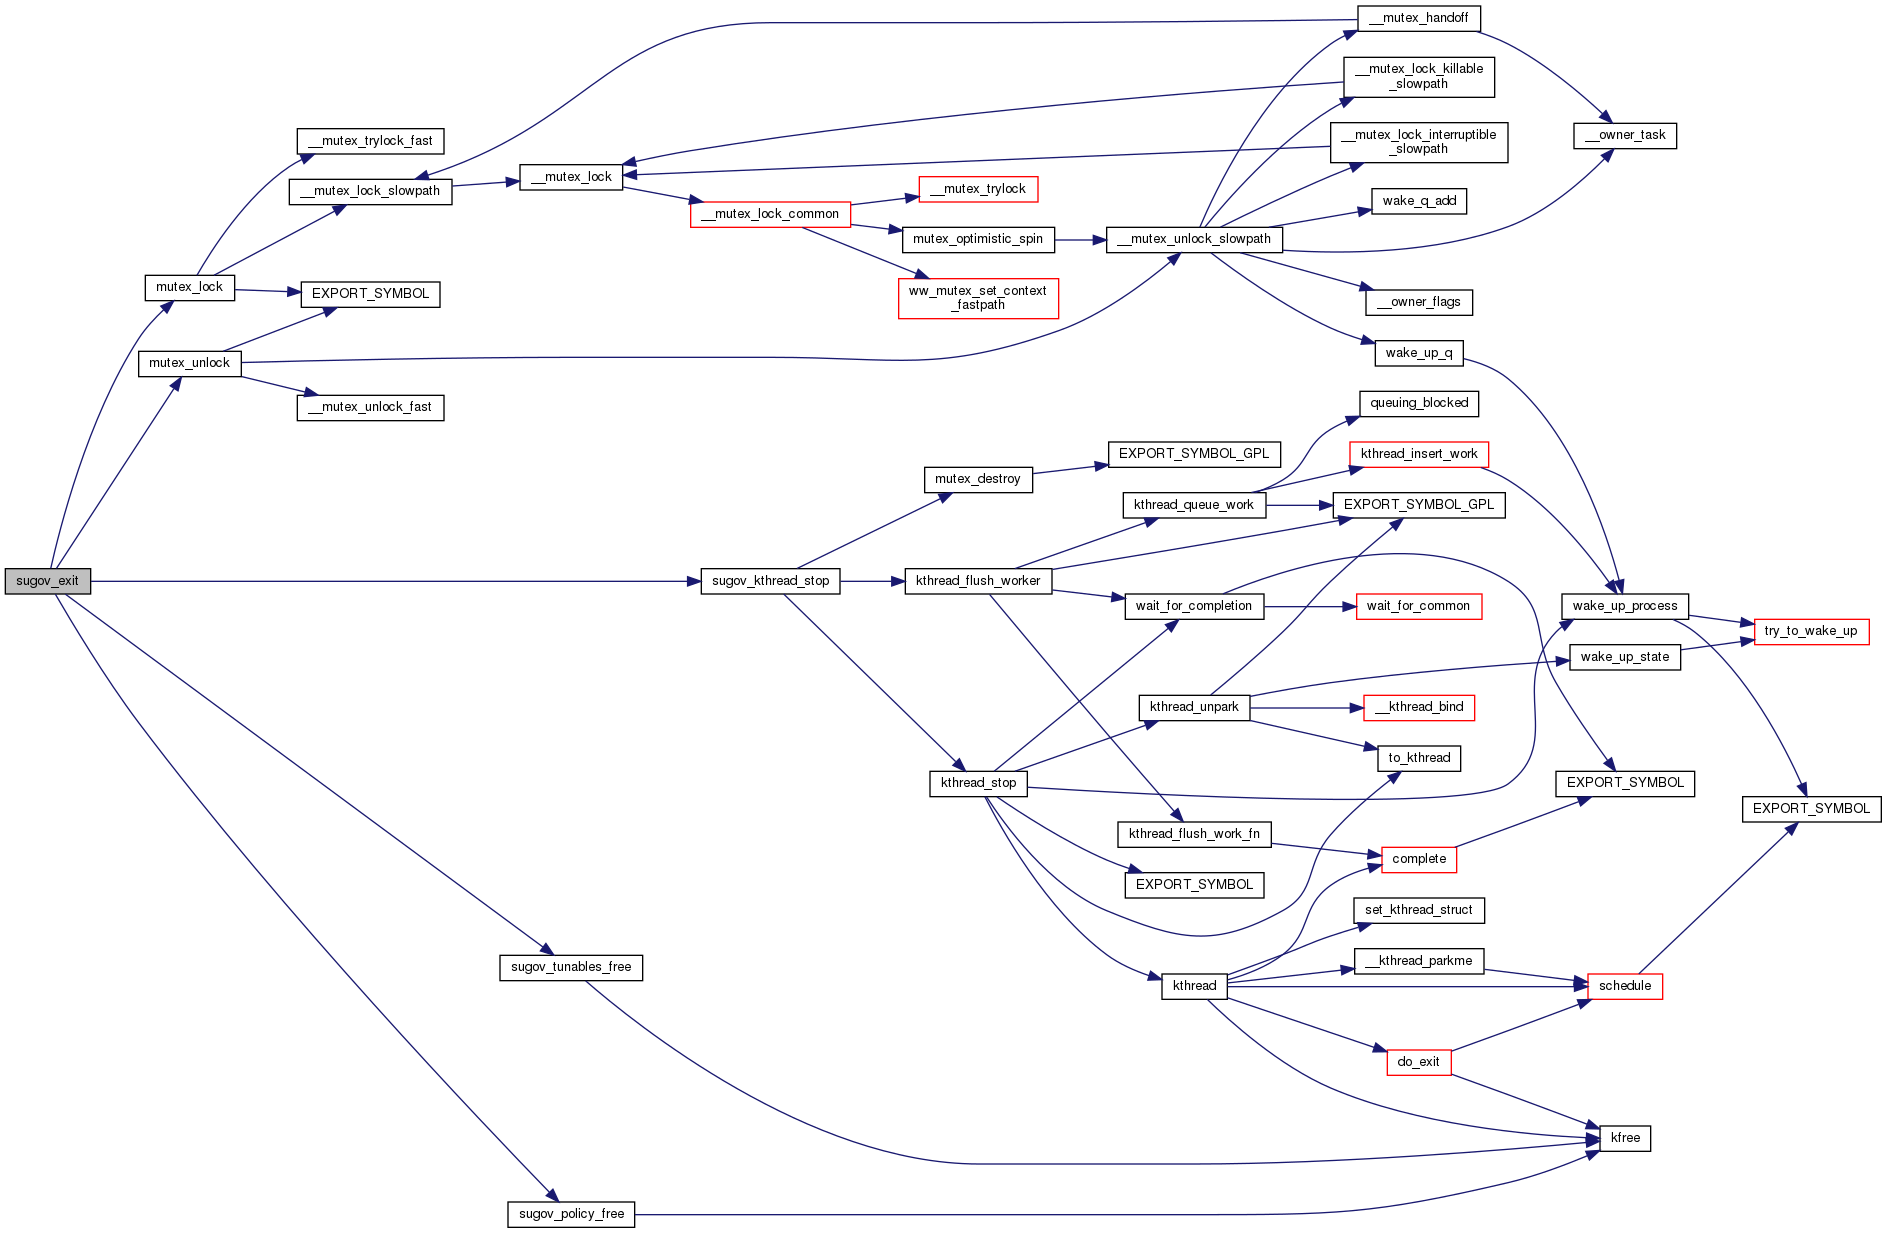 __mutex_handoff
__mutex_lock_killable
_slowpath
__mutex_trylock_fast
__mutex_lock_interruptible
_slowpath
__owner_task
__mutex_lock_slowpath
__mutex_lock
__mutex_trylock
__mutex_lock_common
wake_q_add
mutex_optimistic_spin
__mutex_unlock_slowpath
mutex_lock
EXPORT_SYMBOL
ww_mutex_set_context
_fastpath
__owner_flags
mutex_unlock
wake_up_q
__mutex_unlock_fast
queuing_blocked
EXPORT_SYMBOL_GPL
kthread_insert_work
mutex_destroy
kthread_queue_work
EXPORT_SYMBOL_GPL
sugov_exit
sugov_kthread_stop
kthread_flush_worker
wait_for_completion
wait_for_common
wake_up_process
try_to_wake_up
wake_up_state
kthread_unpark
__kthread_bind
to_kthread
kthread_stop
EXPORT_SYMBOL
EXPORT_SYMBOL
kthread_flush_work_fn
complete
EXPORT_SYMBOL
set_kthread_struct
sugov_tunables_free
__kthread_parkme
kthread
schedule
do_exit
kfree
sugov_policy_free